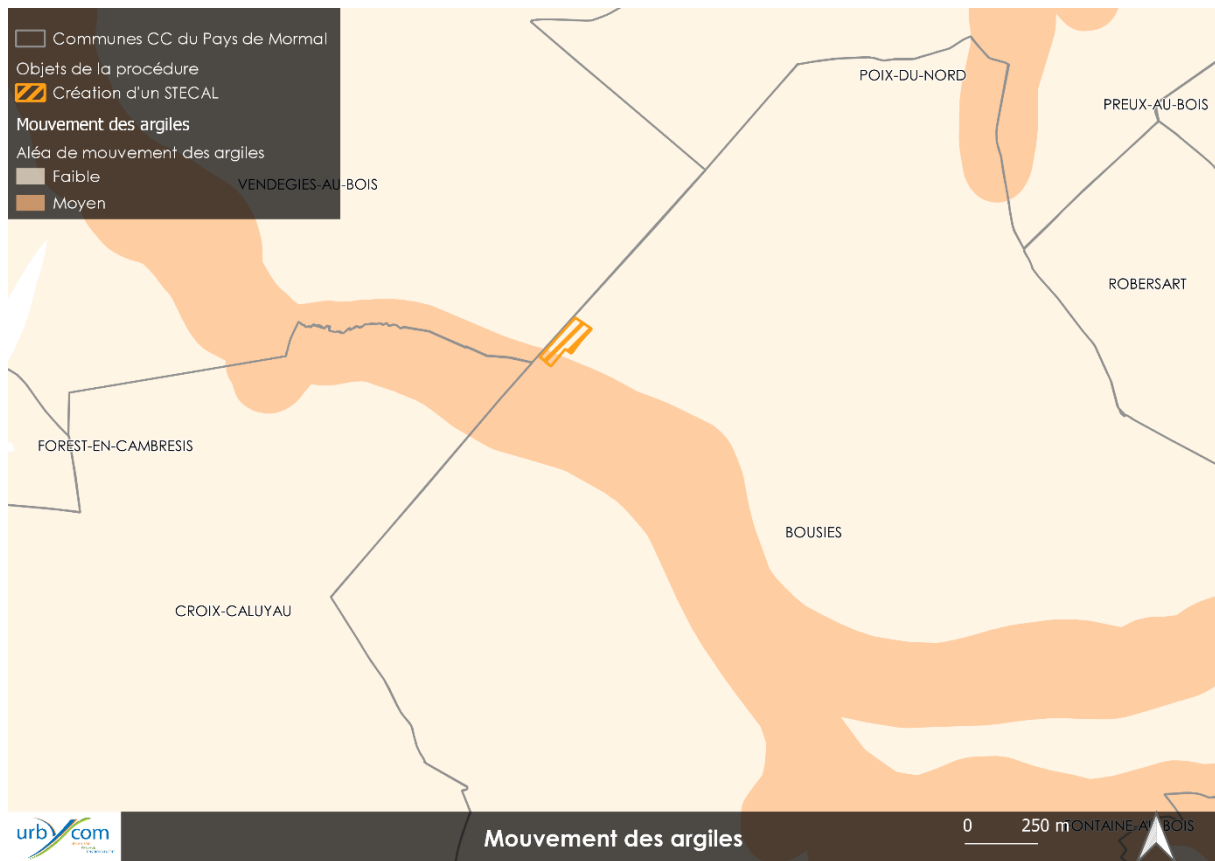 Communes CC du Pays de Mormal
Objets de la procédure
Création d'un STECAL
Mouvement des argiles
Aléa de mouvement des argiles
Faible
Moyen
POIX-DU-NORD
PREUX-AU-BOIS
VENDEGIES-AU-BOIS
ROBERSART
FOREST-EN-CAMBRESIS
BOUSIES
CROIX-CALUYAU
urbycom
Mouvement des argiles
0 250 m
FONTAINE-AU-BOIS